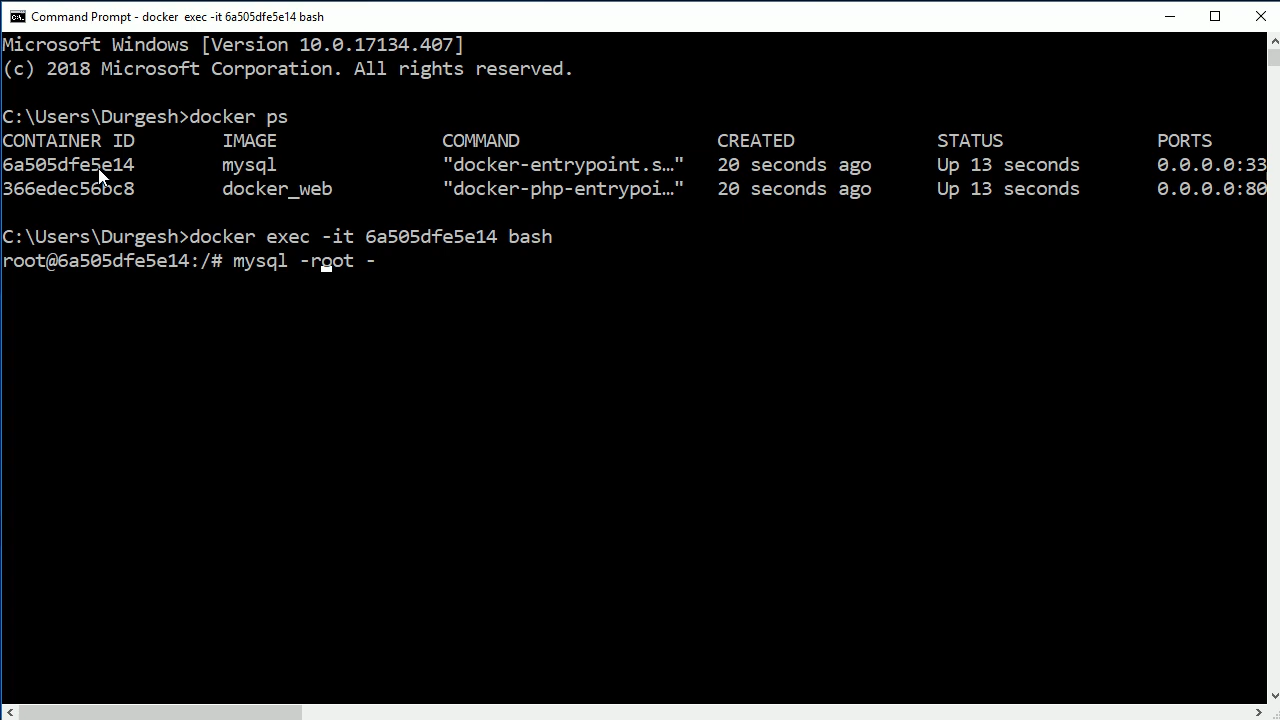 Command Prompt - docker exec -it 6a505dfe5e14 bash
Microsoft Windows [Version 10.0.17134.407]
(c) 2018 Microsoft Corporation. All rights reserved.
C:\Users\Durgesh>docker ps
CONTAINER ID IMAGE COMMAND CREATED STATUS PORTS
6a505dfe5e14 mysql "docker-entrypoint.s…" 20 seconds ago Up 13 seconds 0.0.0.0:33
366edec56bc8 docker_web "docker-php-entrypoi…" 20 seconds ago Up 13 seconds 0.0.0.0:80
C:\Users\Durgesh>docker exec -it 6a505dfe5e14 bash
root@6a505dfe5e14:/# mysql -root -